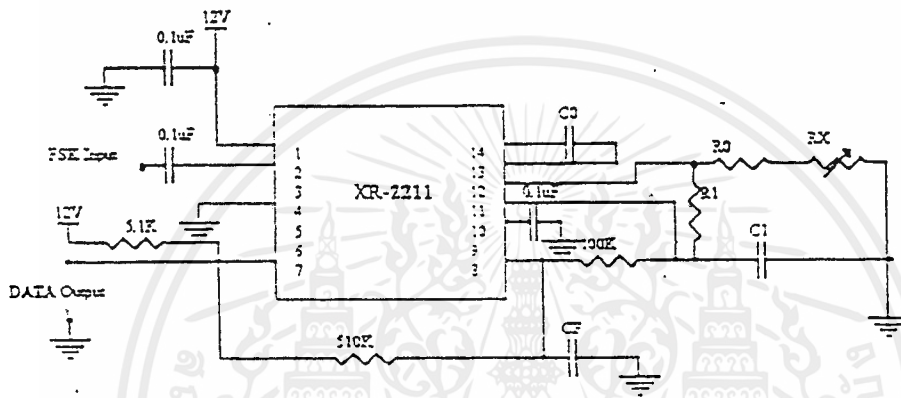 12V
0.1uF
0.1uF
FSK Input
12V
5.1K
DATA Output
1
2
3
4
5
6
7
XR-2211
14
13
12
11
10
9
8
C0
0.1uF
R0
RX
R1
C1
100K
510K
CF